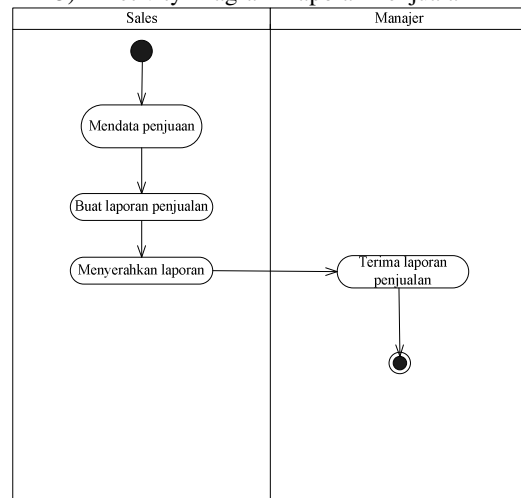 Sales
Manajer
Mendata penjuaan
Buat laporan penjualan
Menyerahkan laporan
Terima laporan
penjualan